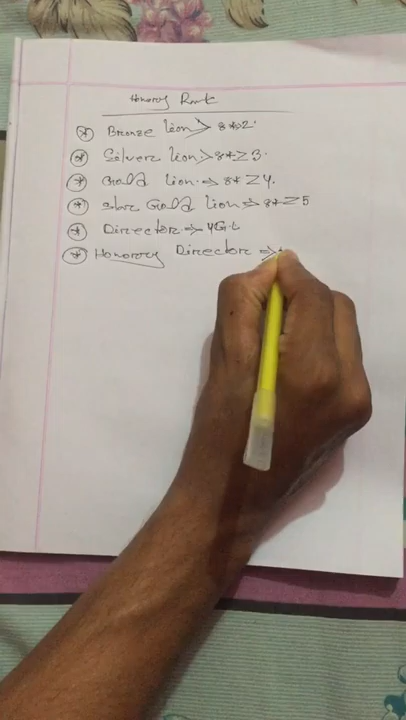 Honorary Rank
* Bronze Lion > 8*≥2.
* Silver Lion > 8*≥3.
* Gold Lion. ⇒ 8*≥4.
* Star Gold Lion ⇒ 8*≥5
* Director ⇒ 4G.L
* Honorary Director ⇒